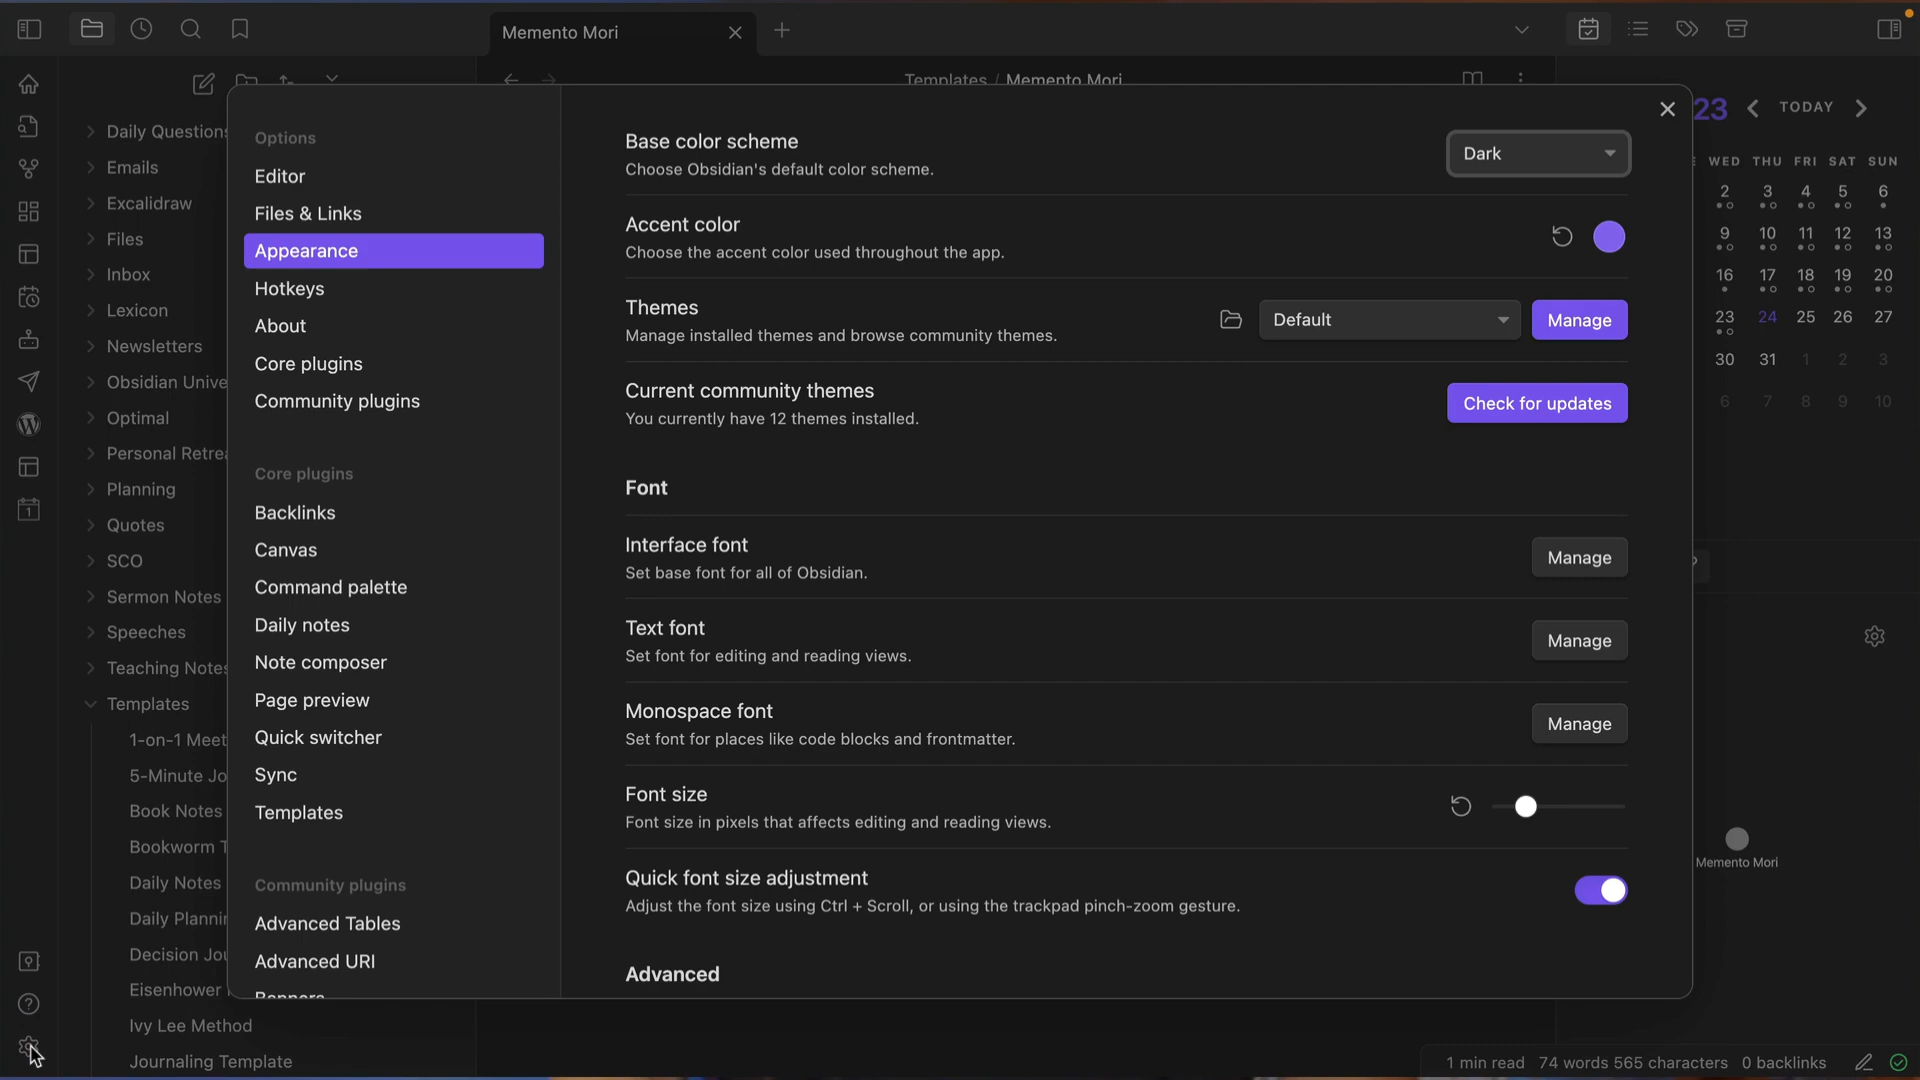 Memento Mori
Templates / Memento Mori
Daily Questions
Emails
Excalidraw
Files
Inbox
Lexicon
Newsletters
Obsidian Unive
Optimal
Personal Retrea
Planning
Quotes
SCO
Sermon Notes
Speeches
Teaching Notes
Templates
1-on-1 Meet
5-Minute Jo
Book Notes
Bookworm T
Daily Notes
Daily Plannin
Decision Jou
Eisenhower
Ivy Lee Method
Journaling Template
Options
Editor
Files & Links
Appearance
Hotkeys
About
Core plugins
Community plugins
Core plugins
Backlinks
Canvas
Command palette
Daily notes
Note composer
Page preview
Quick switcher
Sync
Templates
Community plugins
Advanced Tables
Advanced URI
Banners
Base color scheme
Choose Obsidian's default color scheme.
Dark
Accent color
Choose the accent color used throughout the app.
Themes
Manage installed themes and browse community themes.
Default
Manage
Current community themes
You currently have 12 themes installed.
Check for updates
Font
Interface font
Set base font for all of Obsidian.
Manage
Text font
Set font for editing and reading views.
Manage
Monospace font
Set font for places like code blocks and frontmatter.
Manage
Font size
Font size in pixels that affects editing and reading views.
Quick font size adjustment
Adjust the font size using Ctrl + Scroll, or using the trackpad pinch-zoom gesture.
Advanced
23 TODAY
WED THU FRI SAT SUN
2 3 4 5 6
9 10 11 12 13
16 17 18 19 20
23 24 25 26 27
30 31 1 2 3
6 7 8 9 10
Memento Mori
1 min read 74 words 565 characters 0 backlinks